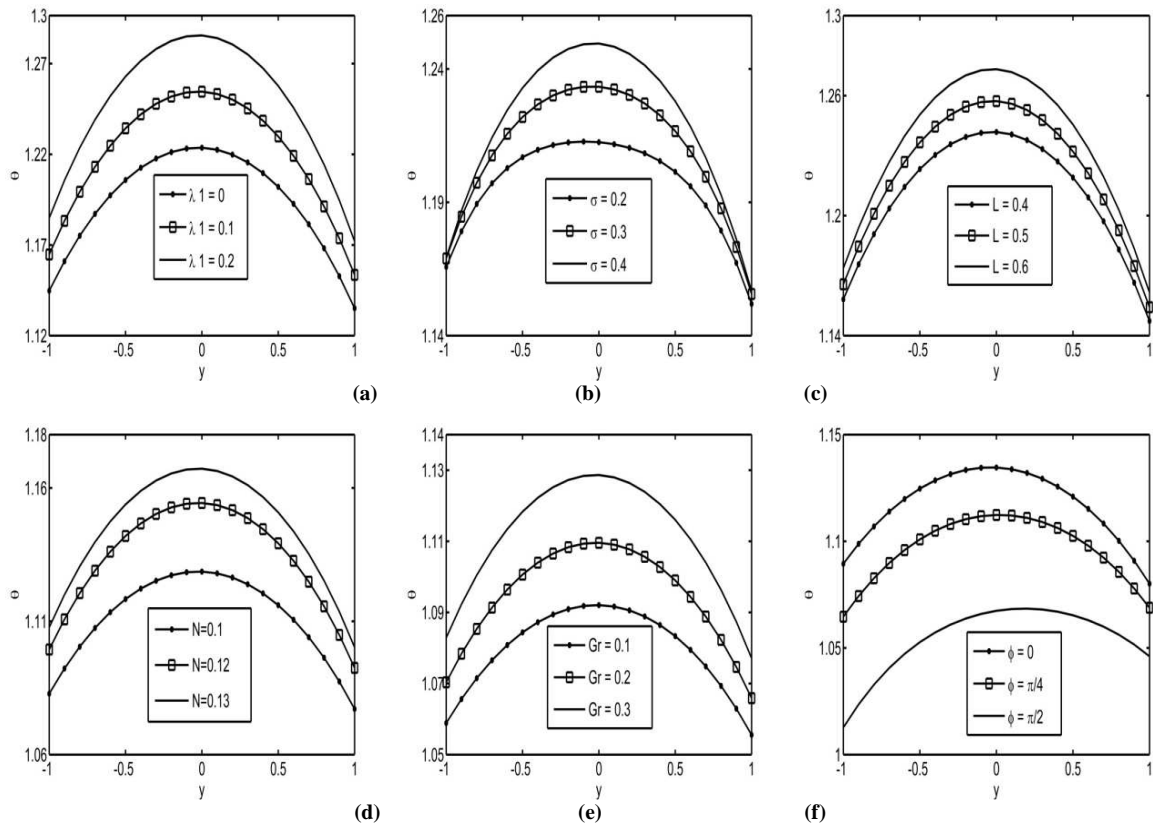 1.3
1.27
1.22
1.17
1.12
Θ
λ 1 = 0
λ 1 = 0.1
λ 1 = 0.2
-1 -0.5 0 0.5 1
y
(a)
1.26
1.24
1.19
1.14
Θ
σ = 0.2
σ = 0.3
σ = 0.4
-1 -0.5 0 0.5 1
y
(b)
1.3
1.26
1.2
1.14
Θ
L = 0.4
L = 0.5
L = 0.6
-1 -0.5 0 0.5 1
y
(c)
1.18
1.16
1.11
1.06
Θ
N=0.1
N=0.12
N=0.13
-1 -0.5 0 0.5 1
y
(d)
1.14
1.13
1.11
1.09
1.07
1.05
Θ
Gr = 0.1
Gr = 0.2
Gr = 0.3
-1 -0.5 0 0.5 1
y
(e)
1.15
1.1
1.05
1
Θ
ϕ = 0
ϕ = π/4
ϕ = π/2
-1 -0.5 0 0.5 1
y
(f)